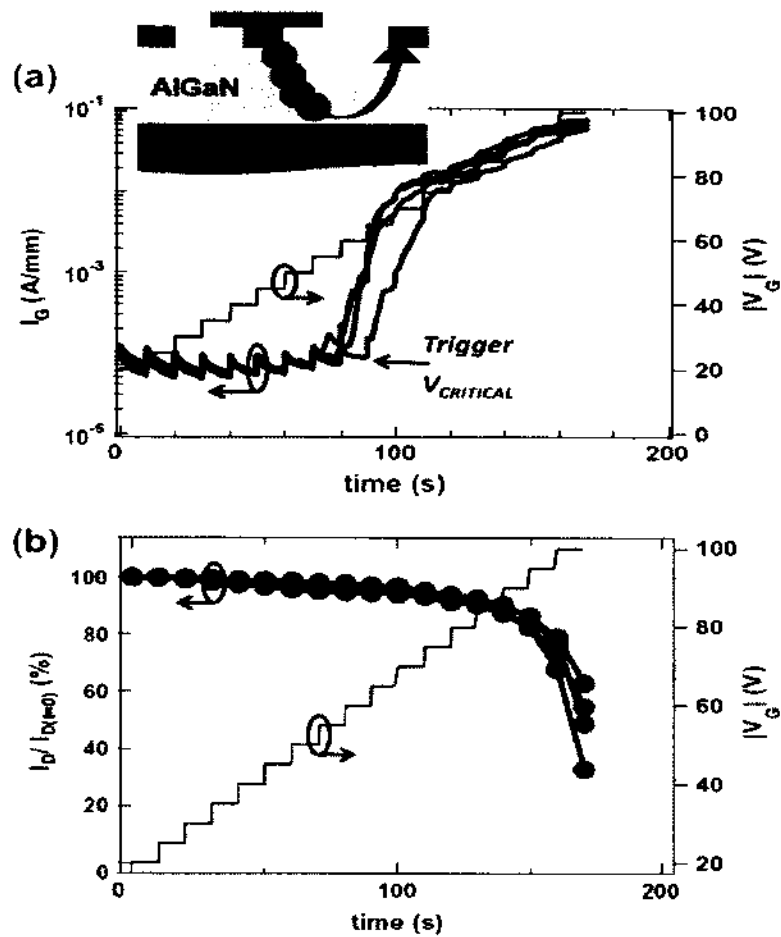 (a)
AlGaN
10⁻¹
10⁻³
10⁻⁵
I_G (A/mm)
100
80
60
40
20
0
|V_G| (V)
Trigger
V_CRITICAL
0
100
200
time (s)
(b)
100
80
60
40
20
0
I_D/ I_D(t=0) (%)
100
80
60
40
20
|V_G| (V)
0
100
200
time (s)